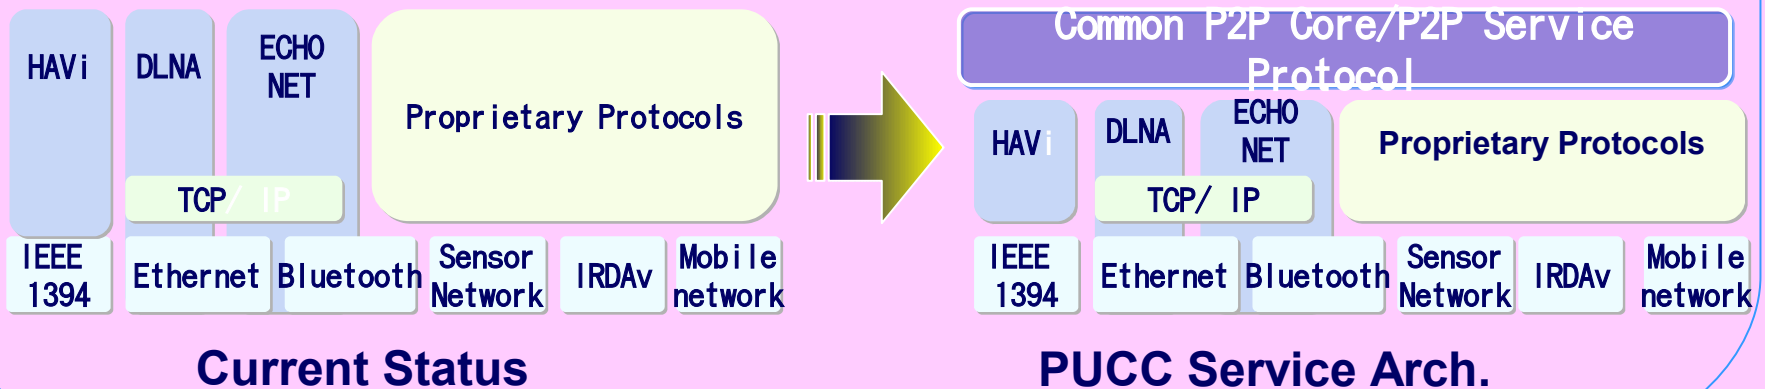 HAVi
DLNA
ECHO
NET
Proprietary Protocols
TCP/ IP
IEEE
1394
Ethernet
Bluetooth
Sensor
Network
IRDAv
Mobile
network
Current Status
Common P2P Core/P2P Service
Protocol
HAVi
DLNA
ECHO
NET
Proprietary Protocols
TCP/ IP
IEEE
1394
Ethernet
Bluetooth
Sensor
Network
IRDAv
Mobile
network
PUCC Service Arch.